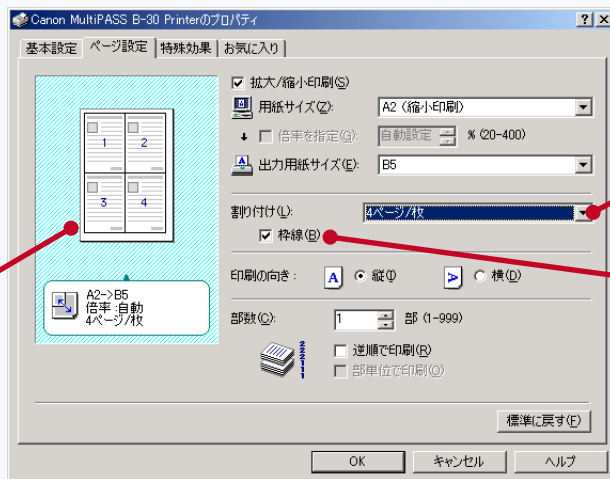 Canon MultiPASS B-30 Printerのプロパティ
基本設定 ページ設定 特殊効果 お気に入り
拡大/縮小印刷(S)
用紙サイズ(Z): A2 (縮小印刷)
倍率を指定(G): 自動設定 % (20-400)
出力用紙サイズ(E): B5
1 2
3 4
割り付け(L): 4ページ/枚
枠線(B)
印刷の向き: A 縦(I) A 横(D)
A2->B5
倍率:自動
4ページ/枚
部数(C): 1 部 (1-999)
222111
逆順で印刷(R)
部単位で印刷(O)
標準に戻す(F)
OK キャンセル ヘルプ